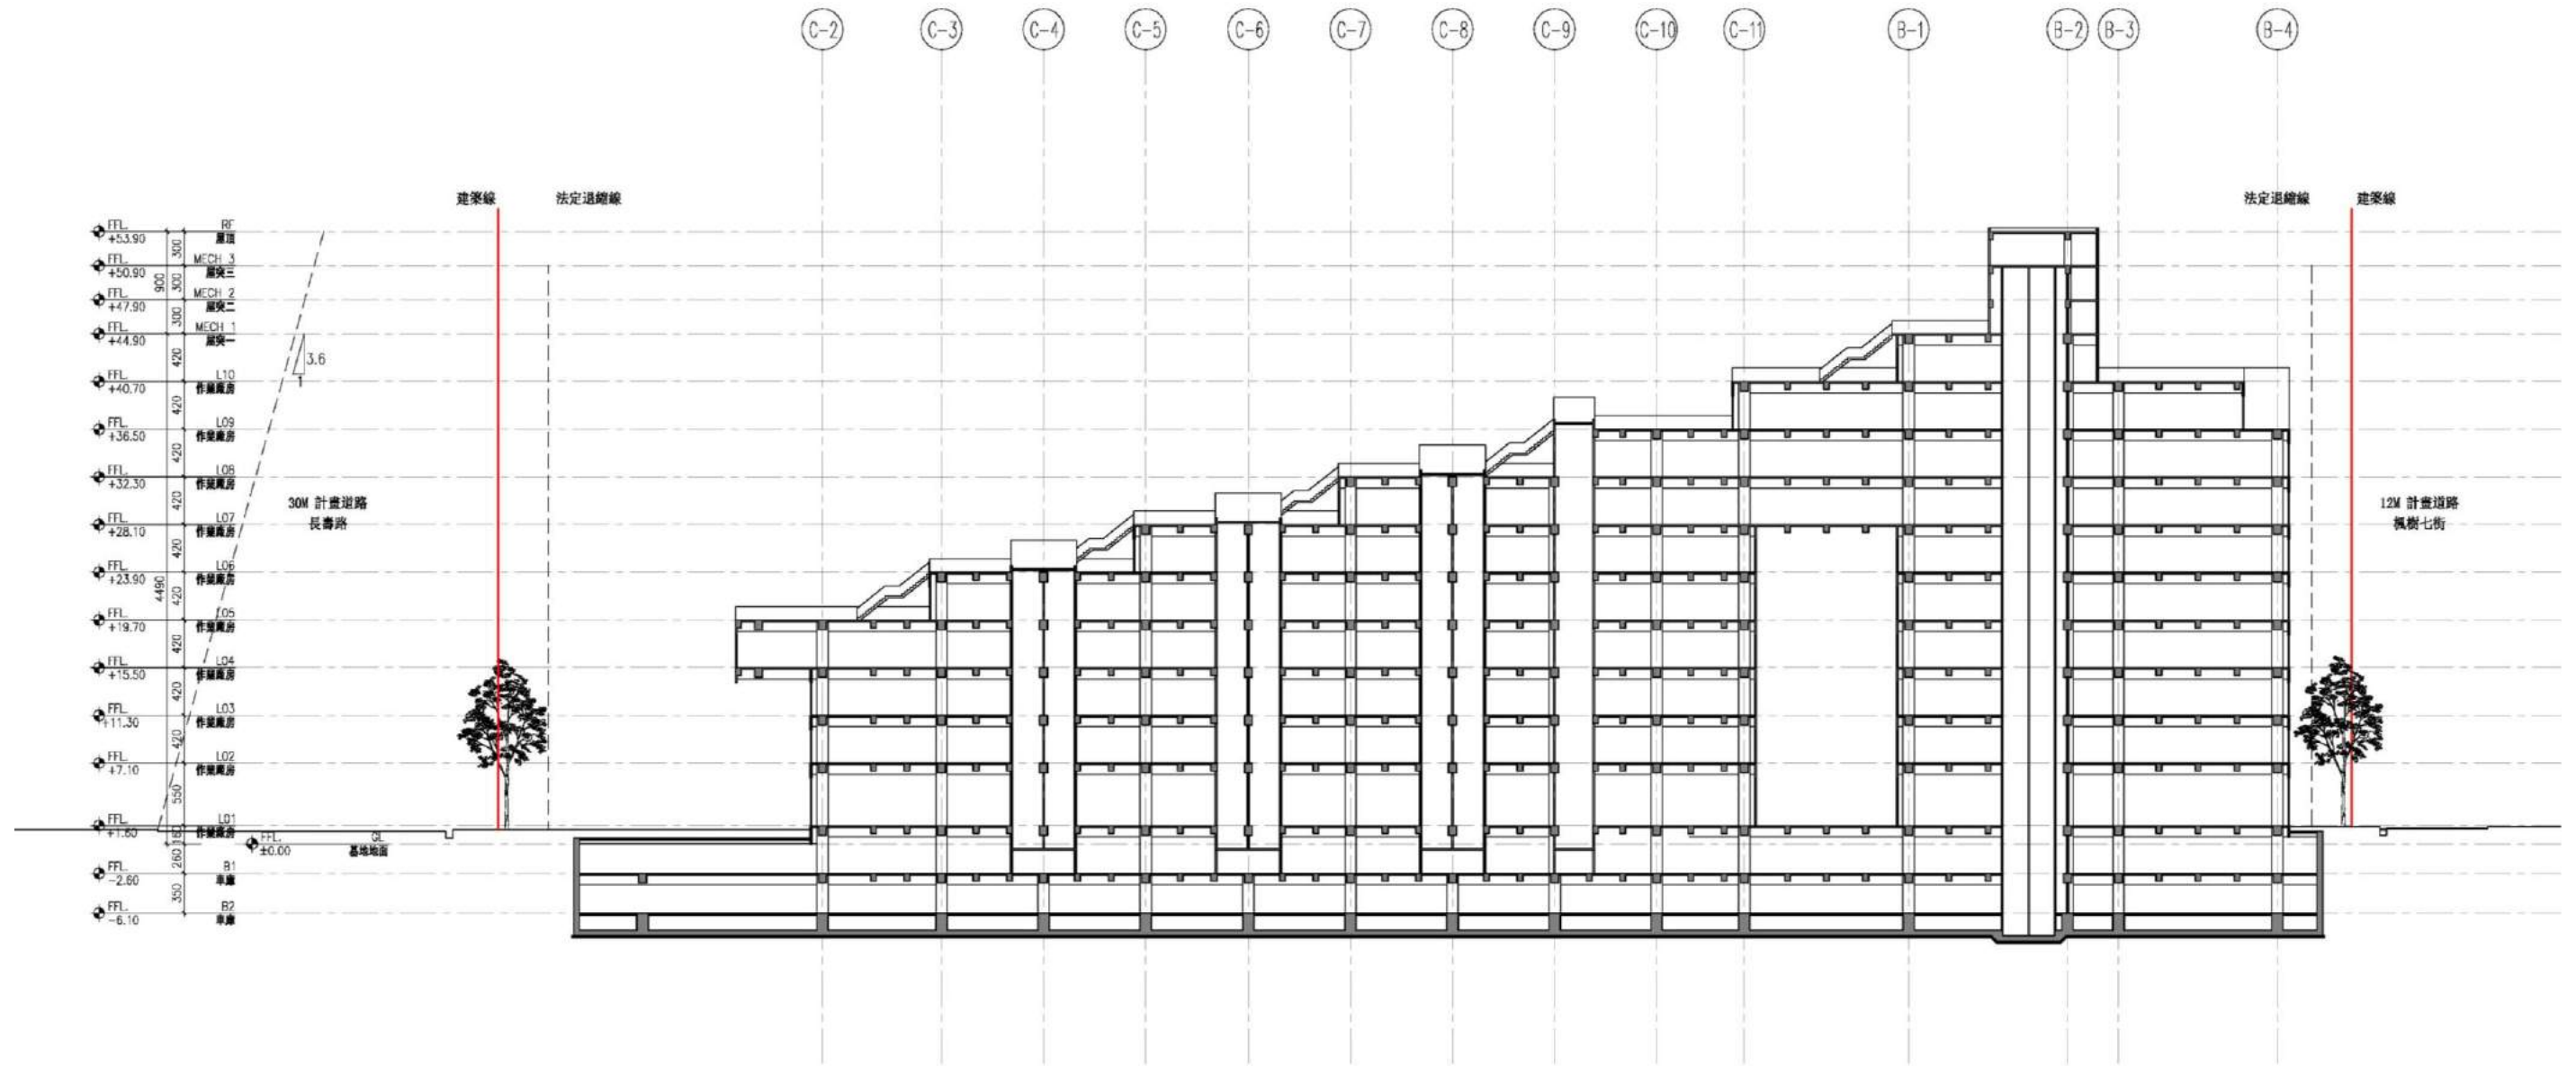 C-2 C-3 C-4 C-5 C-6 C-7 C-8 C-9 C-10 C-11 B-1 B-2 B-3 B-4
建築線 法定退縮線 法定退縮線 建築線
FFL. RF
+53.90 屋頂
300
FFL. MECH 3
+50.90 屋突三
900 300
FFL. MECH 2
+47.90 屋突二
300
FFL. MECH 1
+44.90 屋突一
420
3.6
1
FFL. L10
+40.70 作業廠房
420
FFL. L09
+36.50 作業廠房
420
FFL. L08
+32.30 作業廠房
420
30M 計畫道路
長壽路
12M 計畫道路
楓樹七街
FFL. L07
+28.10 作業廠房
420
FFL. L06
+23.90 作業廠房
4490 420
FFL. L05
+19.70 作業廠房
420
FFL. L04
+15.50 作業廠房
420
FFL. L03
+11.30 作業廠房
420
FFL. L02
+7.10 作業廠房
550
FFL. L01
+1.60 作業廠房
160
FFL. GL
±0.00 基地地面
260
FFL. B1
-2.60 車庫
350
FFL. B2
-6.10 車庫